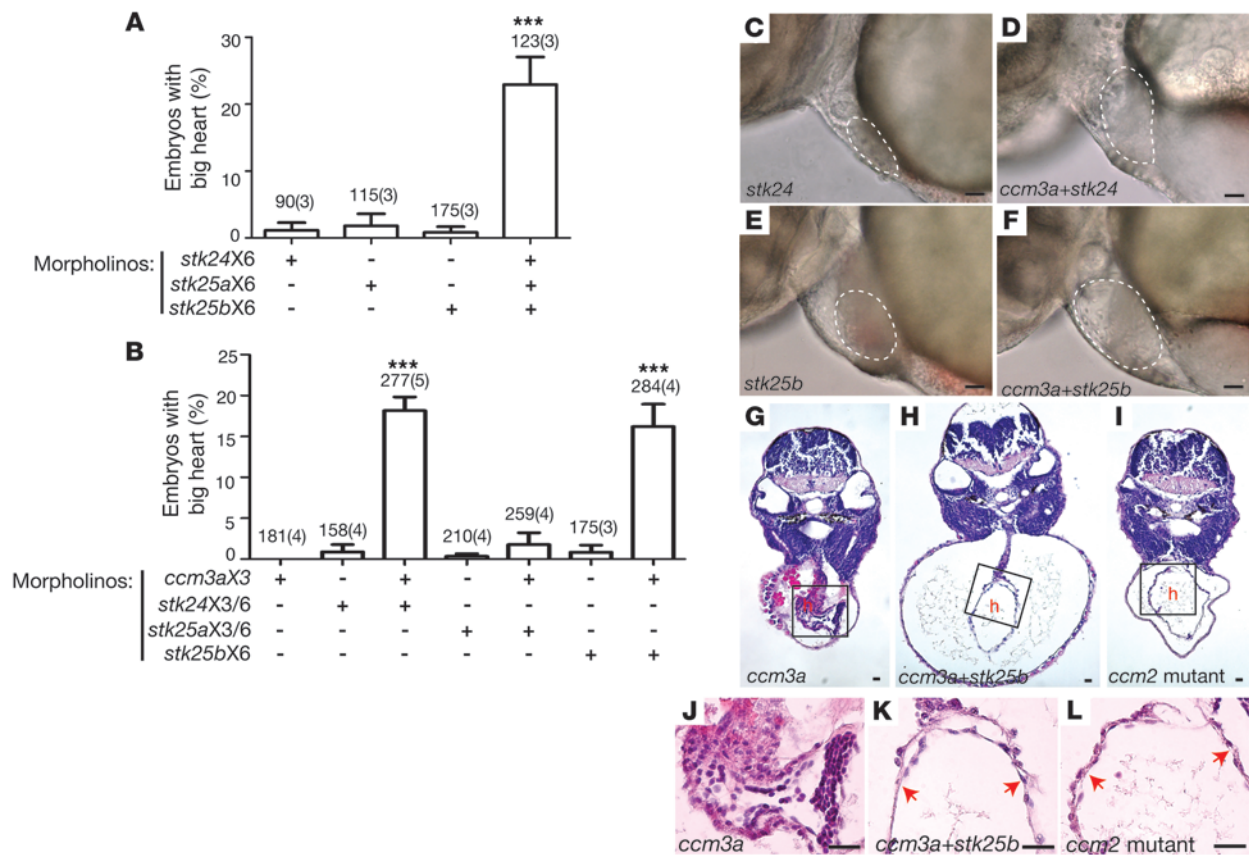 A
Embryos with
big heart (%)
30
20
10
0
90(3)
115(3)
175(3)
***
123(3)
Morpholinos:
stk24X6 + - - +
stk25aX6 - + - +
stk25bX6 - - + +
B
Embryos with
big heart (%)
25
20
15
10
5
0
181(4)
158(4)
***
277(5)
210(4)
259(4)
175(3)
***
284(4)
Morpholinos:
ccm3aX3 + - + - + - +
stk24X3/6 - + + - - - -
stk25aX3/6 - - - + + - -
stk25bX6 - - - - - + +
C
stk24
D
ccm3a+stk24
E
stk25b
F
ccm3a+stk25b
G
h
ccm3a
H
h
ccm3a+stk25b
I
h
ccm2 mutant
J
ccm3a
K
ccm3a+stk25b
L
ccm2 mutant